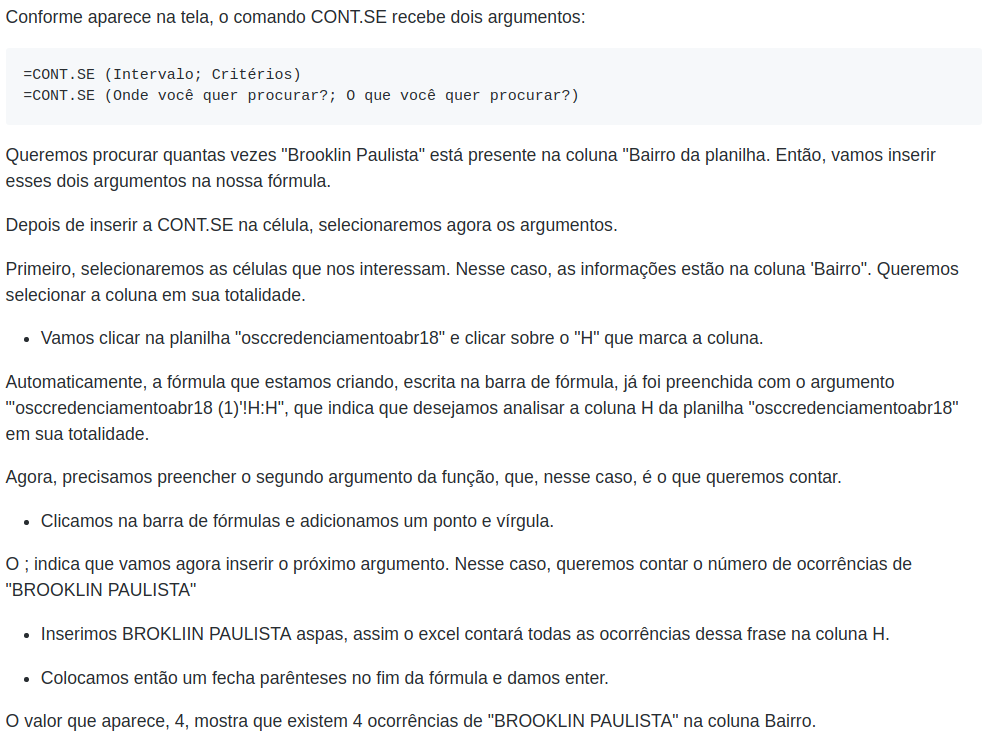 Conforme aparece na tela, o comando CONT.SE recebe dois argumentos:
=CONT.SE (Intervalo; Critérios)
=CONT.SE (Onde você quer procurar?; O que você quer procurar?)
Queremos procurar quantas vezes "Brooklin Paulista" está presente na coluna "Bairro da planilha. Então, vamos inserir
esses dois argumentos na nossa fórmula.
Depois de inserir a CONT.SE na célula, selecionaremos agora os argumentos.
Primeiro, selecionaremos as células que nos interessam. Nesse caso, as informações estão na coluna 'Bairro". Queremos
selecionar a coluna em sua totalidade.
• Vamos clicar na planilha "osccredenciamentoabr18" e clicar sobre o "H" que marca a coluna.
Automaticamente, a fórmula que estamos criando, escrita na barra de fórmula, já foi preenchida com o argumento
"'osccredenciamentoabr18 (1)'!H:H", que indica que desejamos analisar a coluna H da planilha "osccredenciamentoabr18"
em sua totalidade.
Agora, precisamos preencher o segundo argumento da função, que, nesse caso, é o que queremos contar.
• Clicamos na barra de fórmulas e adicionamos um ponto e vírgula.
O ; indica que vamos agora inserir o próximo argumento. Nesse caso, queremos contar o número de ocorrências de
"BROOKLIN PAULISTA"
• Inserimos BROKLIIN PAULISTA aspas, assim o excel contará todas as ocorrências dessa frase na coluna H.
• Colocamos então um fecha parênteses no fim da fórmula e damos enter.
O valor que aparece, 4, mostra que existem 4 ocorrências de "BROOKLIN PAULISTA" na coluna Bairro.